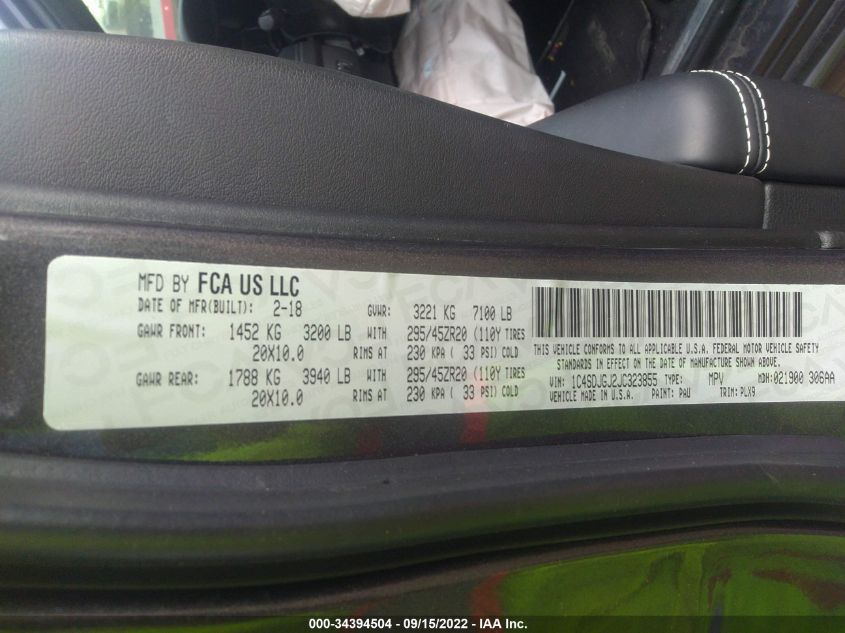 MFD BY FCA US LLC
DATE OF MFR(BUILT): 2-18 GVWR: 3221 KG 7100 LB
GAWR FRONT: 1452 KG 3200 LB WITH 295/45ZR20 (110Y TIRES
20X10.0 RIMS AT 230 KPA ( 33 PSI) COLD
GAWR REAR: 1788 KG 3940 LB WITH 295/45ZR20 (110Y TIRES
20X10.0 RIMS AT 230 KPA ( 33 PSI) COLD
THIS VEHICLE CONFORMS TO ALL APPLICABLE U.S.A. FEDERAL MOTOR VEHICLE SAFETY
STANDARDS IN EFFECT ON THE DATE OF MANUFACTURE SHOWN ABOVE.
VIN: 1C4SDJGJ2JC323855 TYPE: MPV MDH: 021900 306AA
VEHICLE MADE IN U.S.A. PAINT: PAU TRIM: PLX9
000-34394504 - 09/15/2022 - IAA Inc.